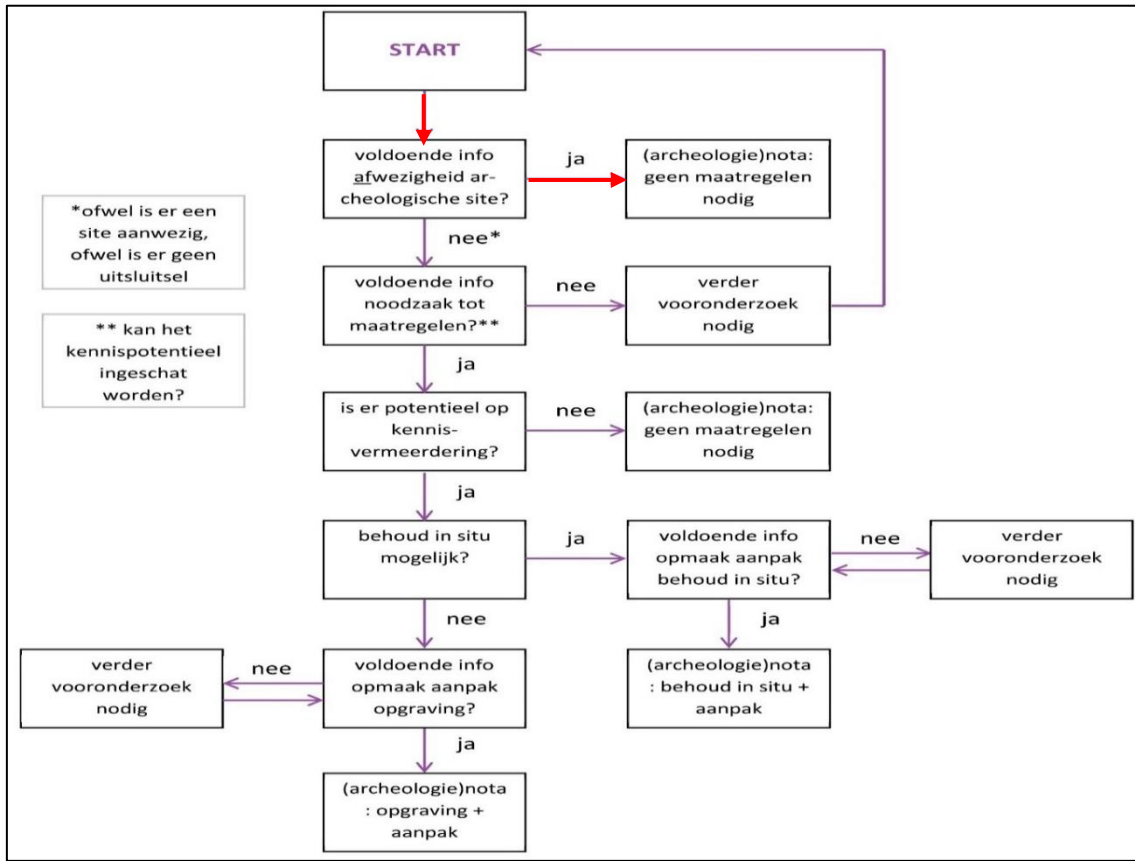 START
voldoende info
afwezigheid ar-
cheologische site?
ja
(archeologie)nota:
geen maatregelen
nodig
*ofwel is er een
site aanwezig,
ofwel is er geen
uitsluitsel
nee*
voldoende info
noodzaak tot
maatregelen?**
nee
verder
vooronderzoek
nodig
** kan het
kennispotentieel
ingeschat
worden?
ja
is er potentieel op
kennis-
vermeerdering?
nee
(archeologie)nota:
geen maatregelen
nodig
ja
behoud in situ
mogelijk?
ja
voldoende info
opmaak aanpak
behoud in situ?
nee
verder
vooronderzoek
nodig
nee
ja
verder
vooronderzoek
nodig
nee
voldoende info
opmaak aanpak
opgraving?
(archeologie)nota
: behoud in situ +
aanpak
ja
(archeologie)nota
: opgraving +
aanpak